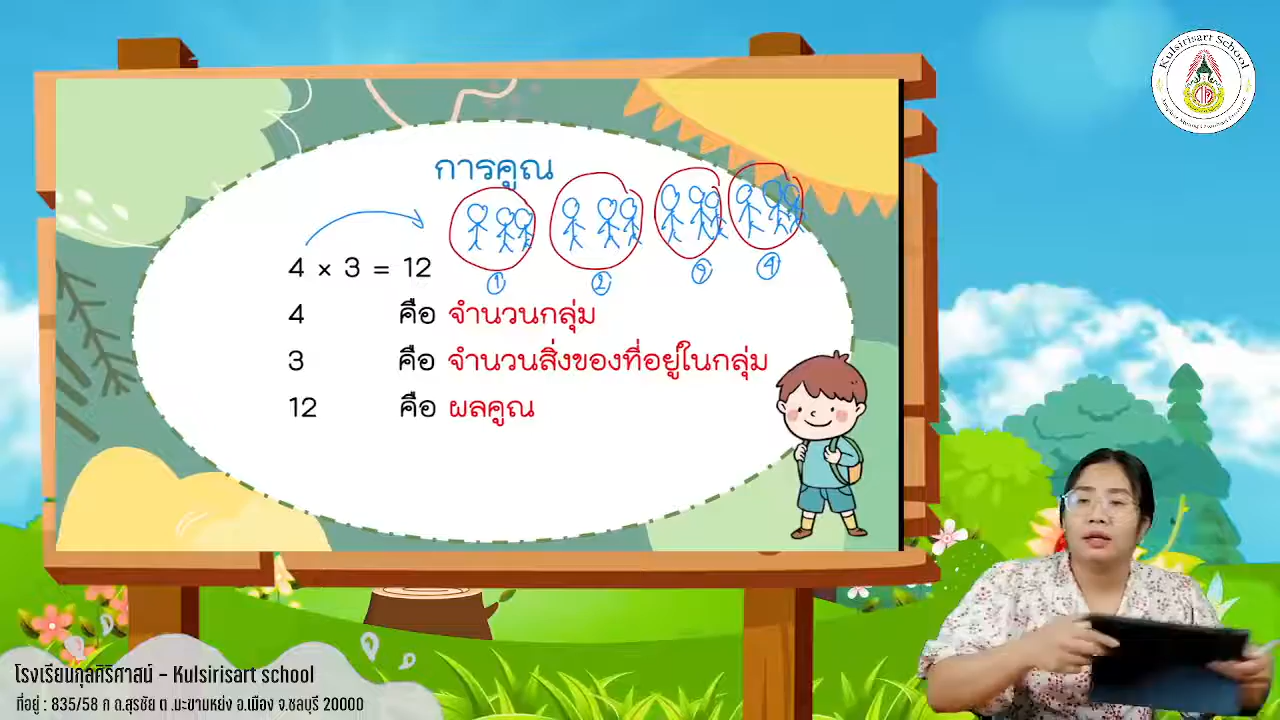 Kulsirisart School
การคูณ
4 × 3 = 12
① ② ③ ④
4 คือ จำนวนกลุ่ม
3 คือ จำนวนสิ่งของที่อยู่ในกลุ่ม
12 คือ ผลคูณ
โรงเรียนกุลศิริศาสน์ - Kulsirisart school
ที่อยู่ : 835/58 ก ถ.สุรชัย ต .มะขามหย่ง อ.เมือง จ.ชลบุรี 20000